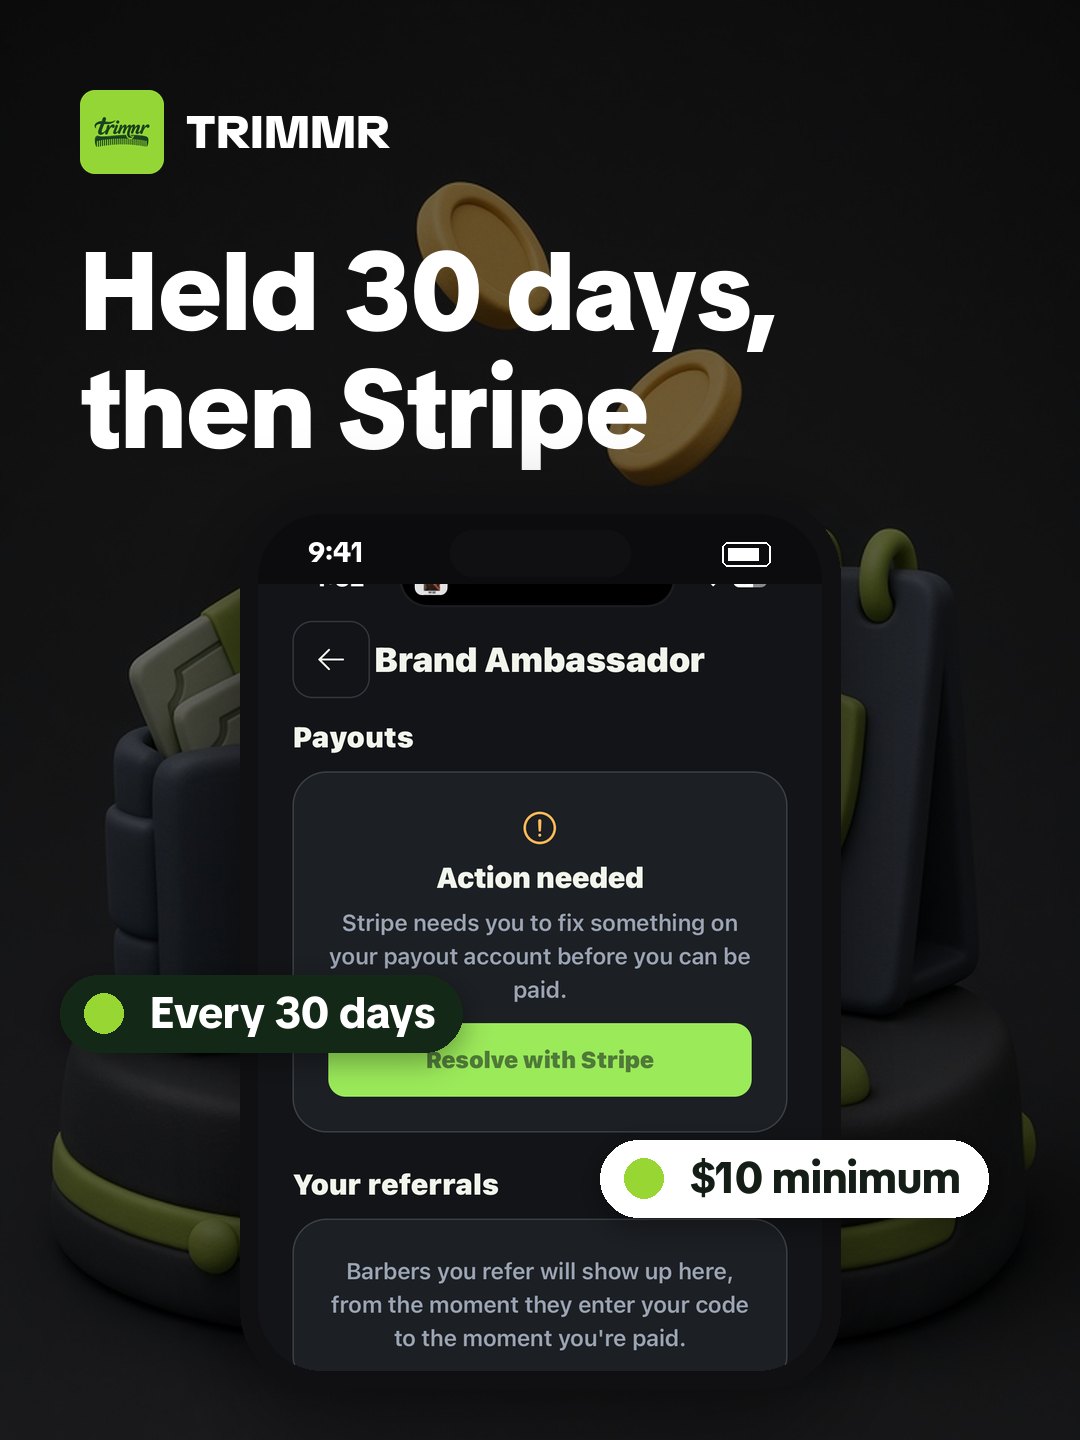 trimmr
TRIMMR
Held 30 days,
then Stripe
9:41
Brand Ambassador
Payouts
Action needed
Stripe needs you to fix something on
your payout account before you can be
paid.
Every 30 days
Resolve with Stripe
$10 minimum
Your referrals
Barbers you refer will show up here,
from the moment they enter your code
to the moment you're paid.